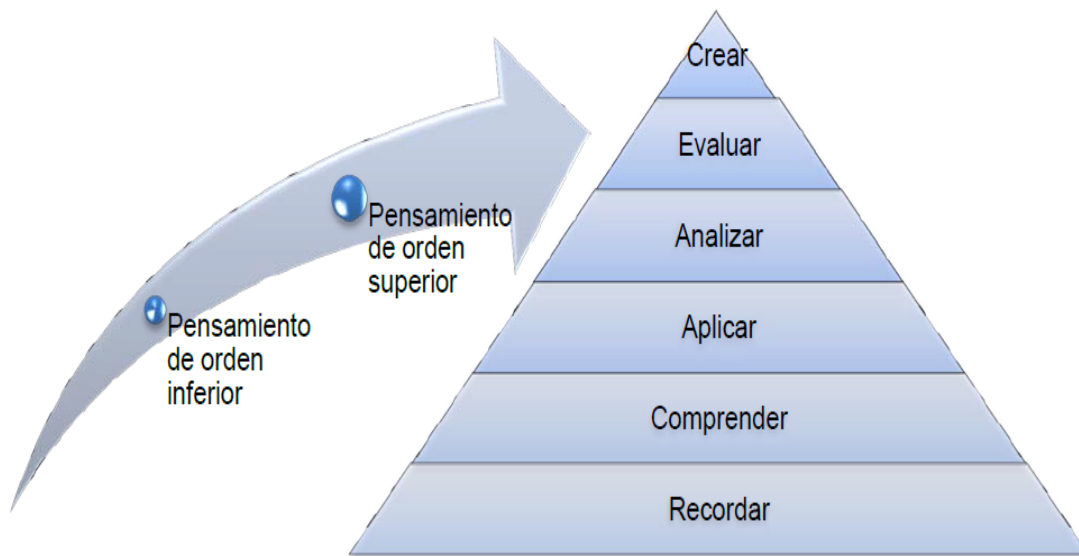 Crear
Evaluar
Analizar
Aplicar
Comprender
Recordar
Pensamiento
de orden
superior
Pensamiento
de orden
inferior